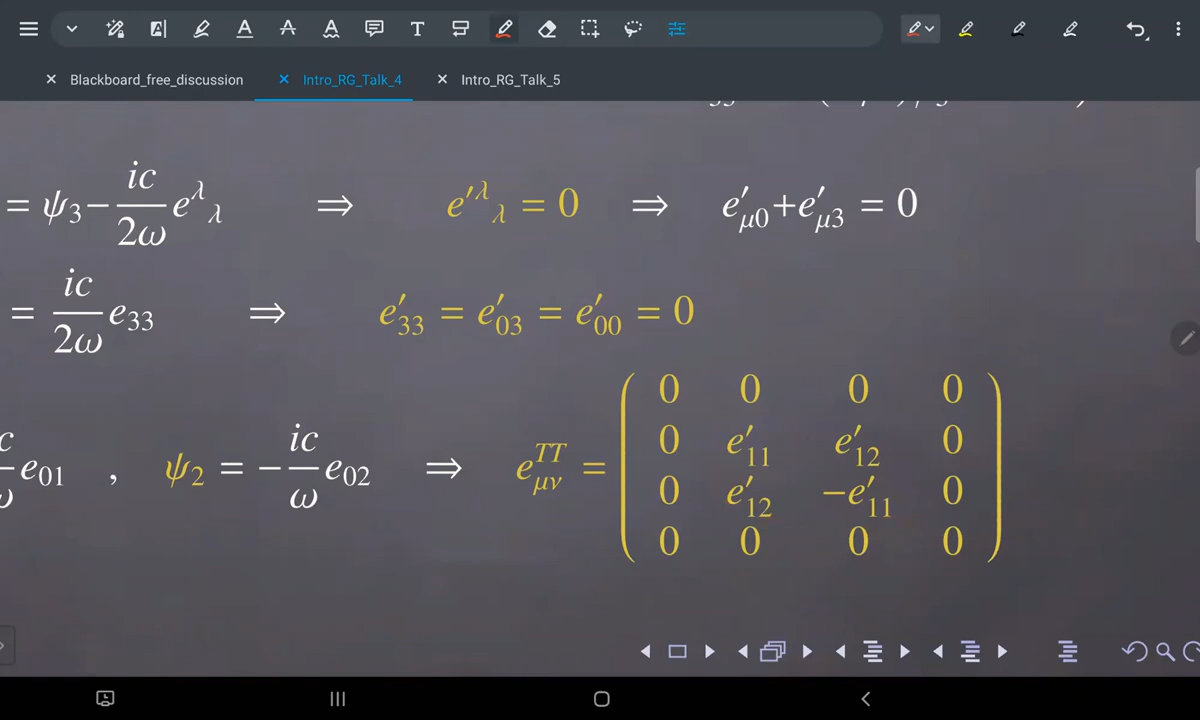 Blackboard_free_discussion Intro_RG_Talk_4 Intro_RG_Talk_5
= ψ₃ − ic/2ω e^λ_λ ⇒ e′^λ_λ = 0 ⇒ e′_μ0 + e′_μ3 = 0
= ic/2ω e₃₃ ⇒ e′₃₃ = e′₀₃ = e′₀₀ = 0
e₀₁ , ψ₂ = − ic/ω e₀₂ ⇒ e^TT_μν =
0 0 0 0
0 e′₁₁ e′₁₂ 0
0 e′₁₂ −e′₁₁ 0
0 0 0 0